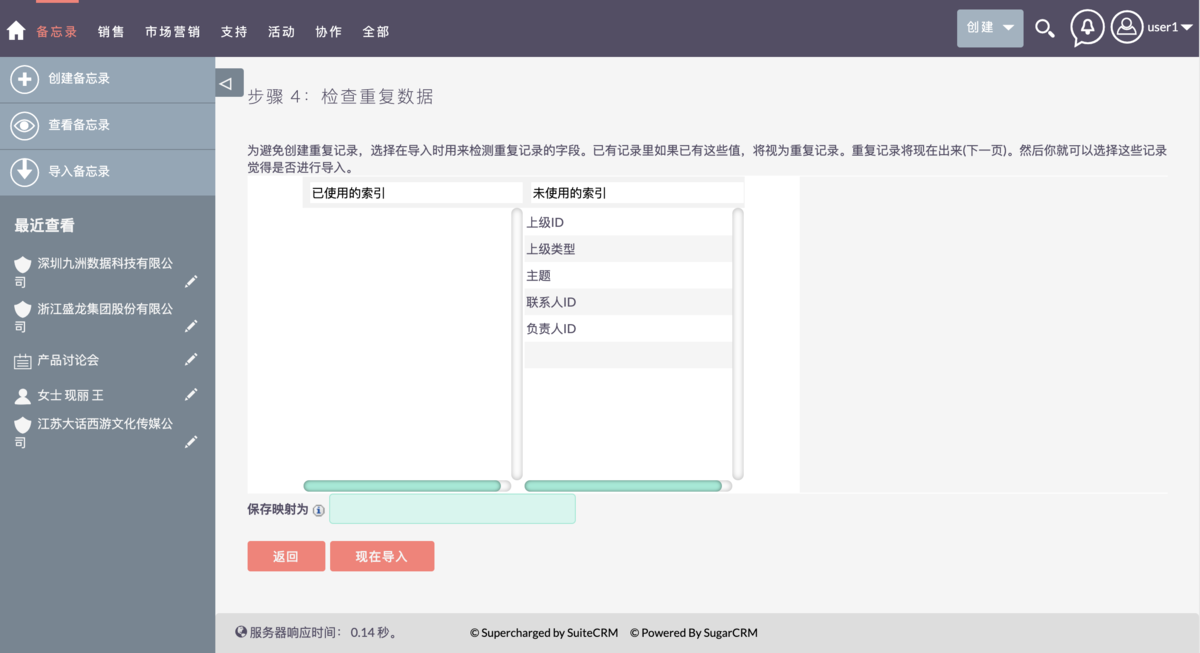 备忘录 销售 市场营销 支持 活动 协作 全部 创建 user1
创建备忘录
查看备忘录
导入备忘录
最近查看
深圳九洲数据科技有限公
司
浙江盛龙集团股份有限公
司
产品讨论会
女士 现丽 王
江苏大话西游文化传媒公
司
步骤 4：检查重复数据
为避免创建重复记录，选择在导入时用来检测重复记录的字段。已有记录里如果已有这些值，将视为重复记录。重复记录将现在出来(下一页)。然后你就可以选择这些记录
觉得是否进行导入。
已使用的索引 未使用的索引
上级ID
上级类型
主题
联系人ID
负责人ID
保存映射为
返回 现在导入
服务器响应时间： 0.14 秒。 © Supercharged by SuiteCRM © Powered By SugarCRM